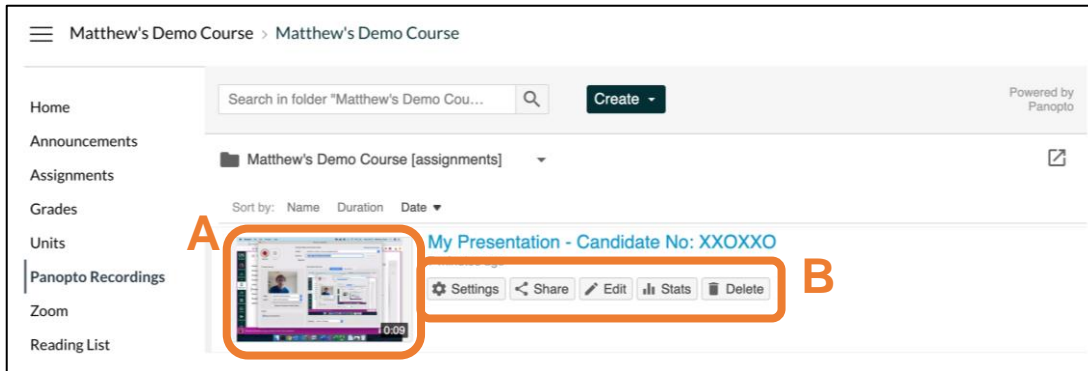 Matthew's Demo Course > Matthew's Demo Course
Search in folder "Matthew's Demo Cou...
Create
Powered by
Panopto
Home
Announcements
Assignments
Grades
Units
Panopto Recordings
Zoom
Reading List
Matthew's Demo Course [assignments]
Sort by: Name Duration Date
A
My Presentation - Candidate No: XXOXXO
minutes ago
Settings Share Edit Stats Delete
B
0:09